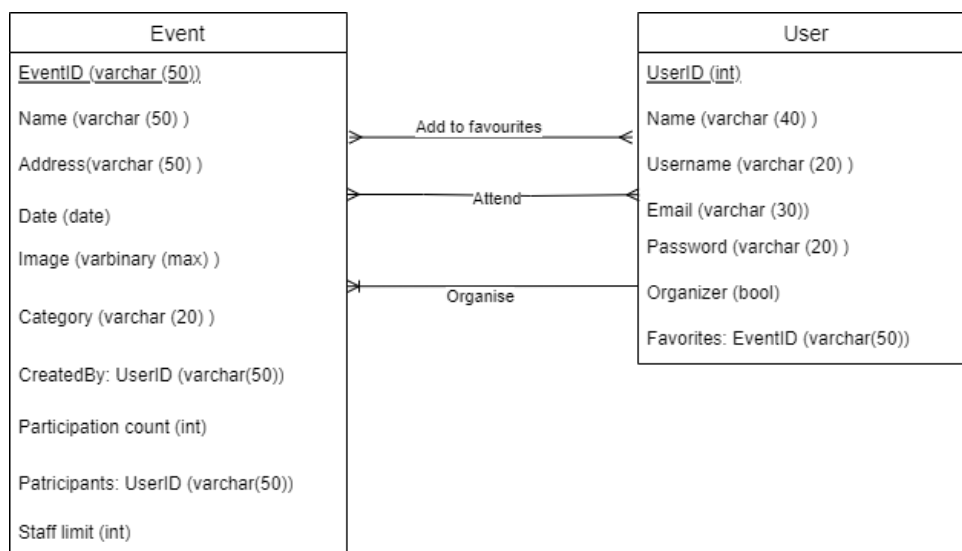 Event
EventID (varchar (50))
Name (varchar (50) )
Address(varchar (50) )
Date (date)
Image (varbinary (max) )
Category (varchar (20) )
CreatedBy: UserID (varchar(50))
Participation count (int)
Patricipants: UserID (varchar(50))
Staff limit (int)
Add to favourites
Attend
Organise
User
UserID (int)
Name (varchar (40) )
Username (varchar (20) )
Email (varchar (30))
Password (varchar (20) )
Organizer (bool)
Favorites: EventID (varchar(50))